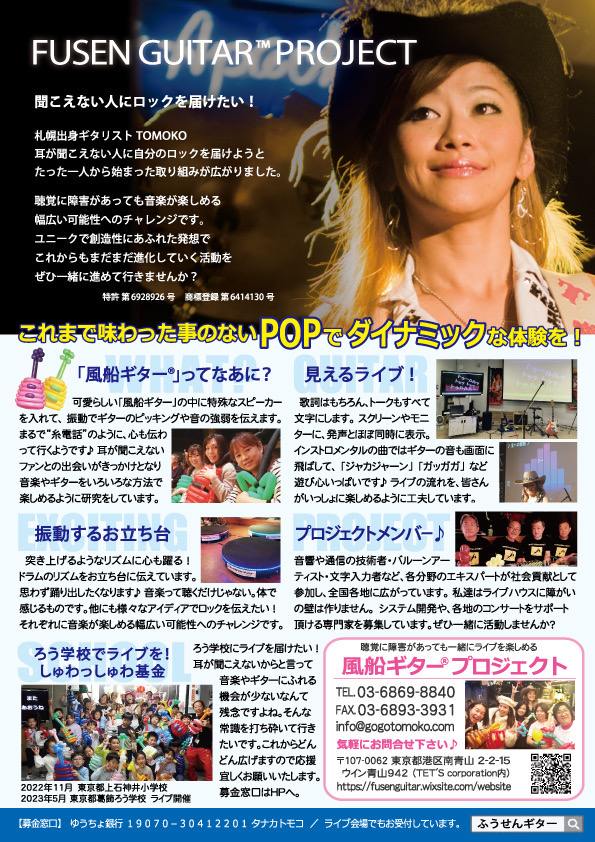 FUSEN GUITAR™ PROJECT
聞こえない人にロックを届けたい！
札幌出身ギタリスト TOMOKO
耳が聞こえない人に自分のロックを届けようと
たった一人から始まった取り組みが広がりました。
聴覚に障害があっても音楽が楽しめる
幅広い可能性へのチャレンジです。
ユニークで創造性にあふれた発想で
これからもまだまだ進化していく活動を
ぜひ一緒に進めて行きませんか？
特許 第6928926号 商標登録 第6414130号
これまで味わった事のないPOPでダイナミックな体験を！
WHAT'S
「風船ギター®」ってなあに？
可愛らしい「風船ギター」の中に特殊なスピーカー
を入れて、振動でギターのピッキングや音の強弱を伝えます。
まるで“糸電話”のように、心も伝わ
って行くようです♪ 耳が聞こえない
ファンとの出会いがきっかけとなり
音楽やギターをいろいろな方法で
楽しめるように研究をしています。
GUITAR
見えるライブ！
歌詞はもちろん、トークもすべて
文字にします。スクリーンやモニ
ターに、発声とほぼ同時に表示。
インストロメンタルの曲ではギターの音も画面に
飛ばして、「ジャカジャーン」「ガッガガ」など
遊び心いっぱいです♪ ライブの流れを、皆さん
がいっしょに楽しめるように工夫しています。
EXCITING
振動するお立ち台
突き上げるようなリズムに心も躍る！
ドラムのリズムをお立ち台に伝えています。
思わず踊り出したくなります♪ 音楽って聴くだけじゃない。体で
感じるものです。他にも様々なアイディアでロックを伝えたい！
それぞれに音楽が楽しめる幅広い可能性へのチャレンジです。
PROJECT
プロジェクトメンバー♪
音響や通信の技術者・バルーンアー
ティスト・文字入力者など、各分野のエキスパートが社会貢献として
参加し、全国各地に広がっています。 私達はライブハウスに障がい
の壁は作りません。 システム開発や、各地のコンサートをサポート
頂ける専門家を募集しています。ぜひ一緒に活動しませんか？
SCHOOL
ろう学校でライブを！
しゅわっしゅわ基金
また
あおうね
2022年11月 東京都上石神井小学校
2023年5月 東京都葛飾ろう学校 ライブ開催
ろう学校にライブを届けたい！
耳が聞こえないからと言って
音楽やギターにふれる
機会が少ないなんて
残念ですよね。そんな
常識を打ち砕いて行き
たいです。これからどん
どん広げますので応援
宜しくお願いいたします。
募金窓口はHPへ。
聴覚に障害があっても一緒にライブを楽しめる
風船ギター®プロジェクト
TEL. 03-6869-8840
FAX. 03-6893-3931
info@gogotomoko.com
気軽にお問合せ下さい♪
〒107-0062 東京都港区南青山 2-2-15
ウイン青山942（TET'S corporation内）
https://fusenguitar.wixsite.com/website
【募金窓口】 ゆうちょ銀行 19070－30412201 タナカトモコ ／ ライブ会場でもお受付しています。 ふうせんギター